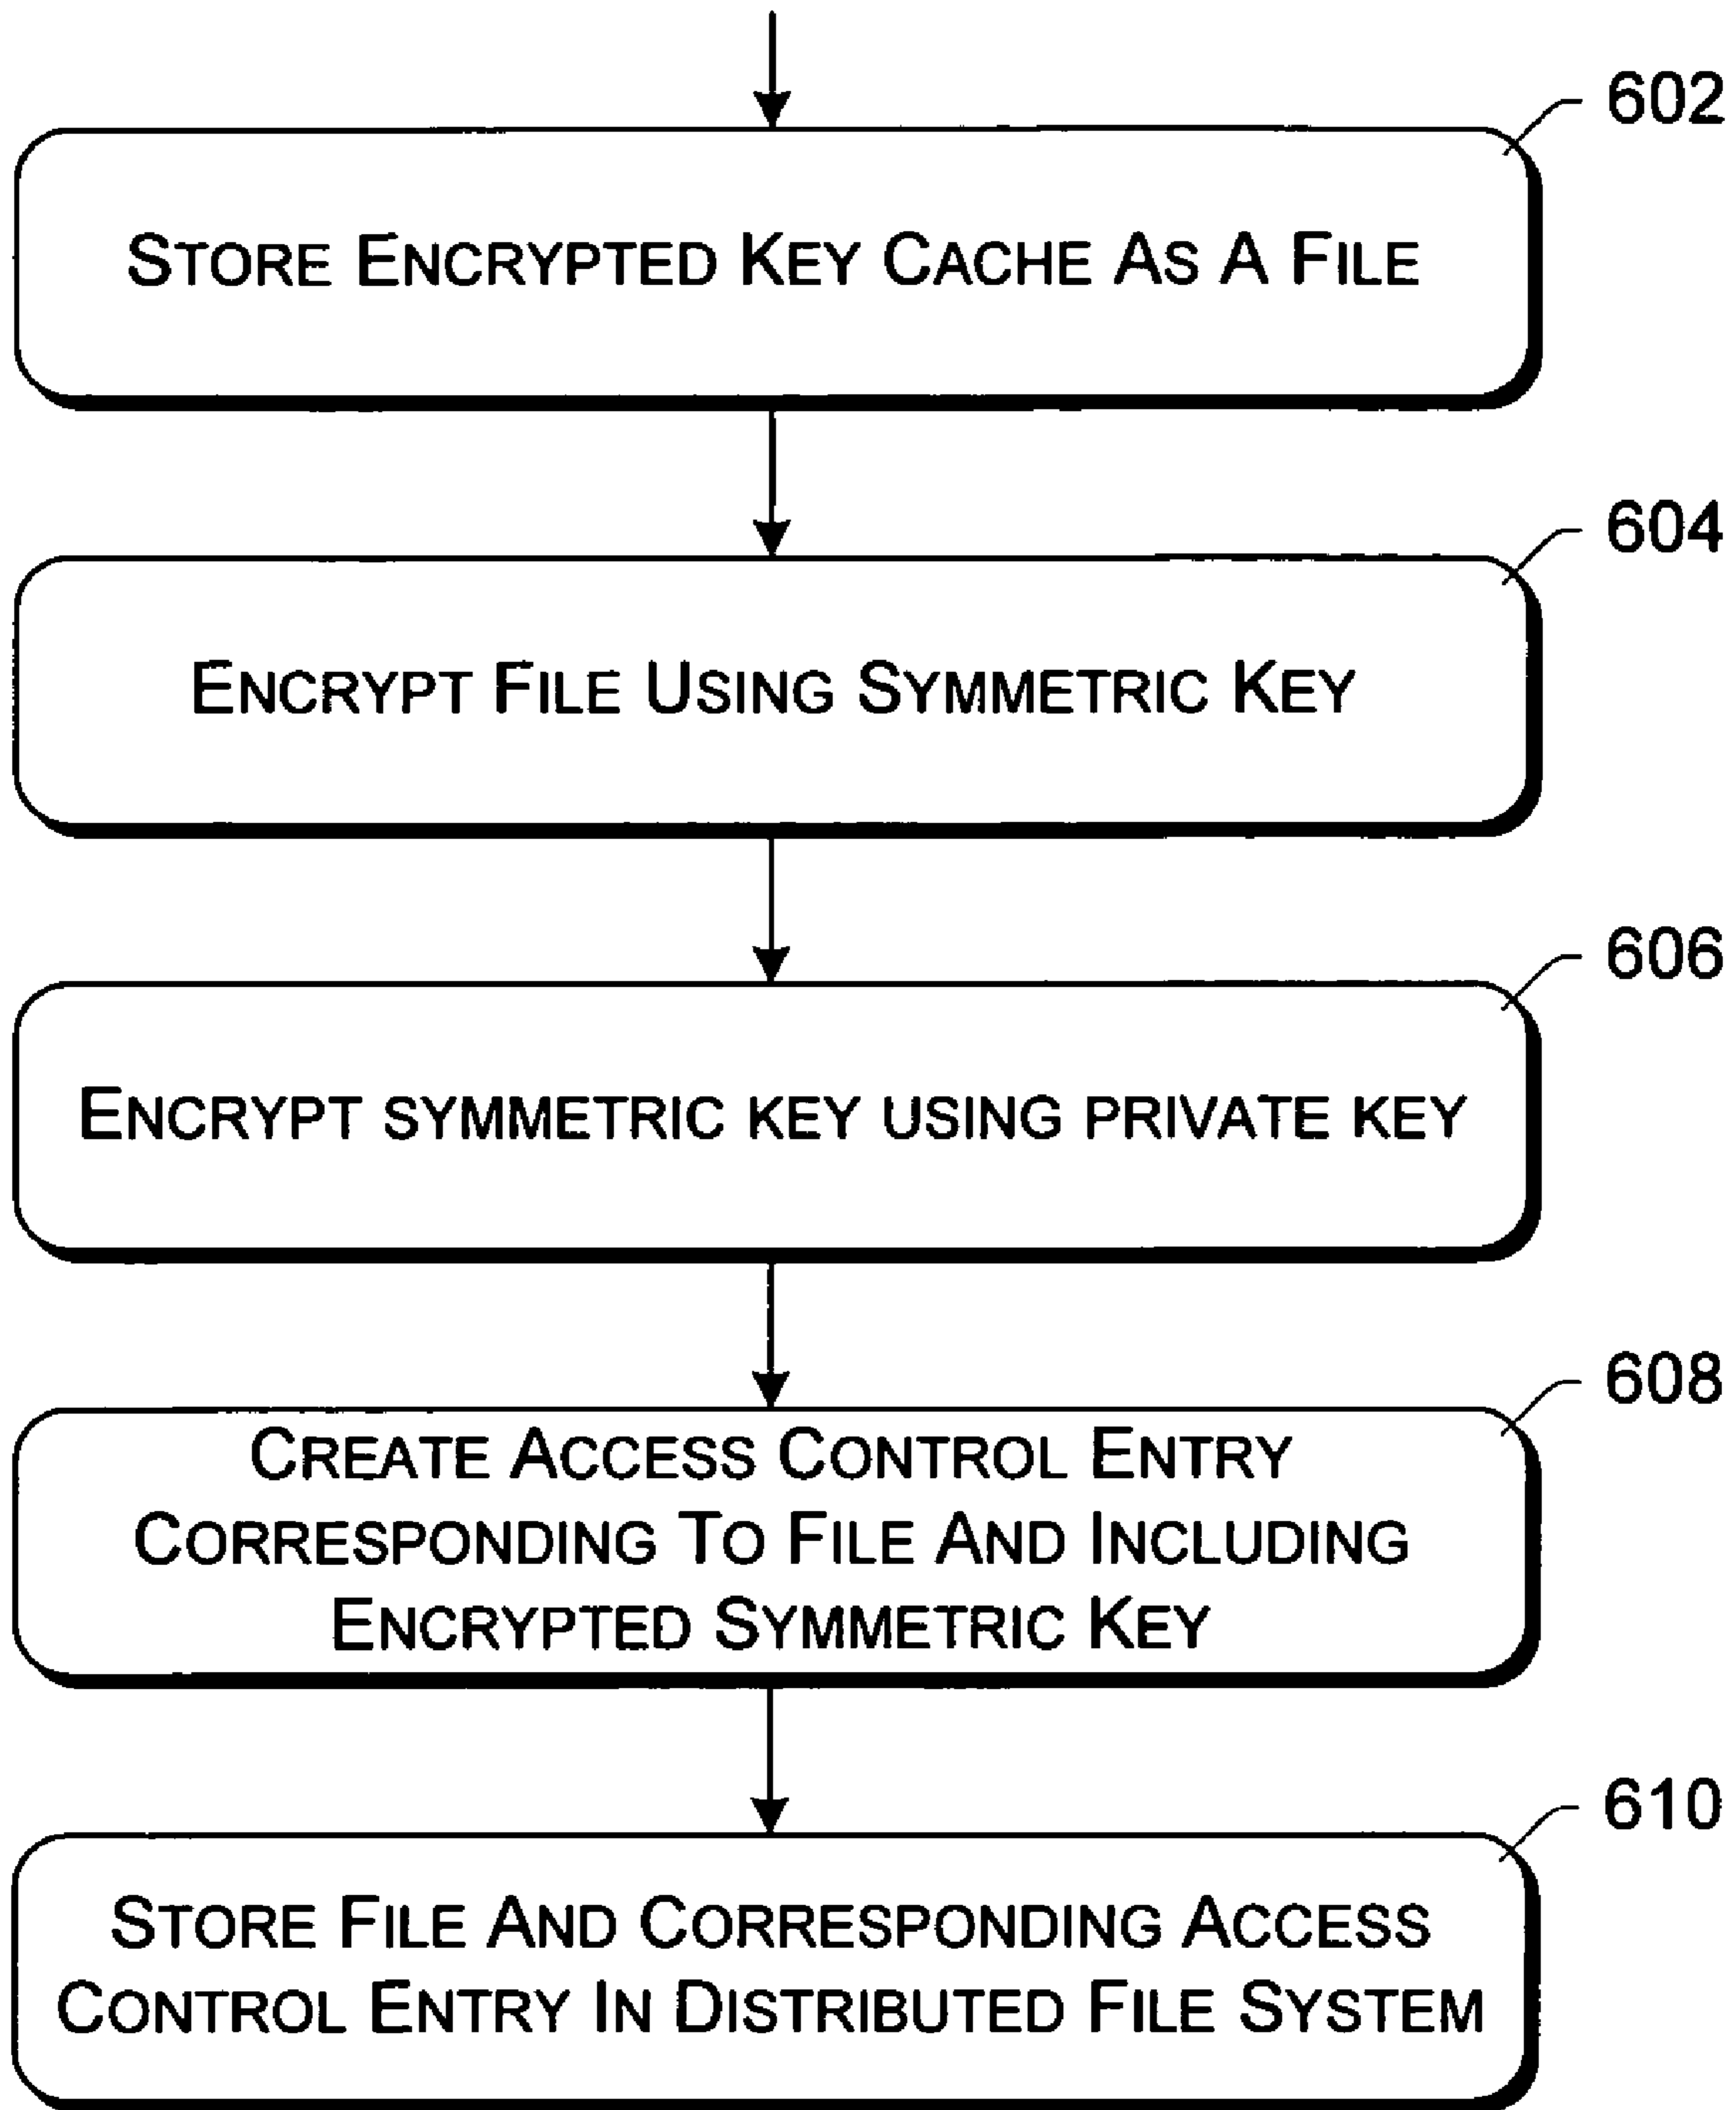 602
STORE ENCRYPTED KEY CACHE AS A FILE
604
ENCRYPT FILE USING SYMMETRIC KEY
606
ENCRYPT SYMMETRIC KEY USING PRIVATE KEY
608
CREATE ACCESS CONTROL ENTRY
CORRESPONDING TO FILE AND INCLUDING
ENCRYPTED SYMMETRIC KEY
610
STORE FILE AND CORRESPONDING ACCESS
CONTROL ENTRY IN DISTRIBUTED FILE SYSTEM